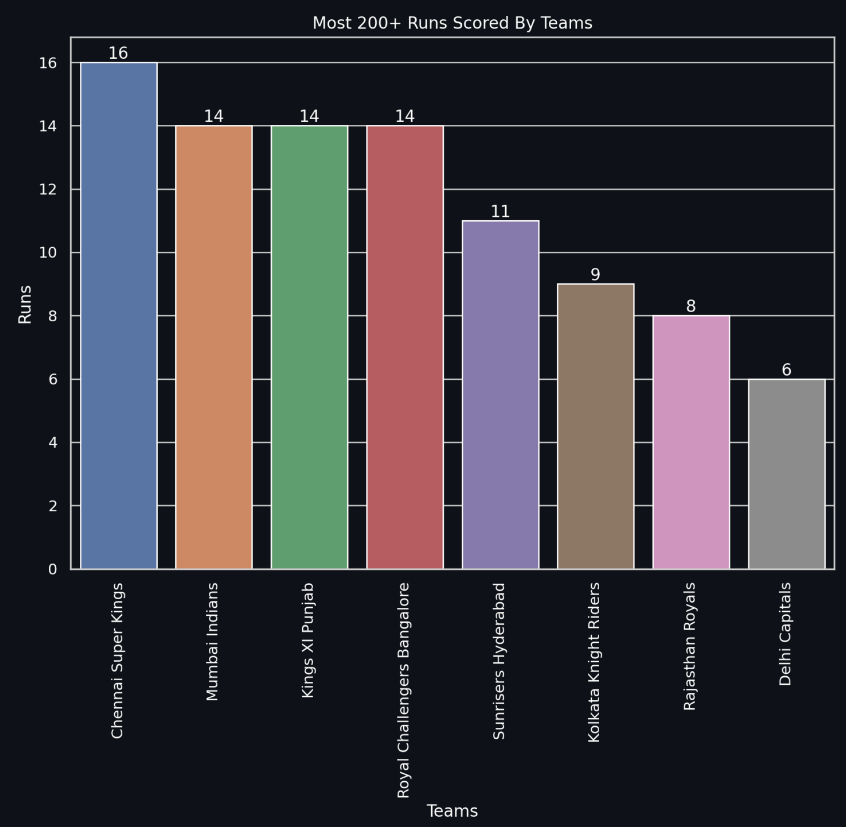 Most 200+ Runs Scored By Teams
Runs
16
14
12
10
8
6
4
2
0
16
14
14
14
11
9
8
6
Chennai Super Kings
Mumbai Indians
Kings XI Punjab
Royal Challengers Bangalore
Sunrisers Hyderabad
Kolkata Knight Riders
Rajasthan Royals
Delhi Capitals
Teams